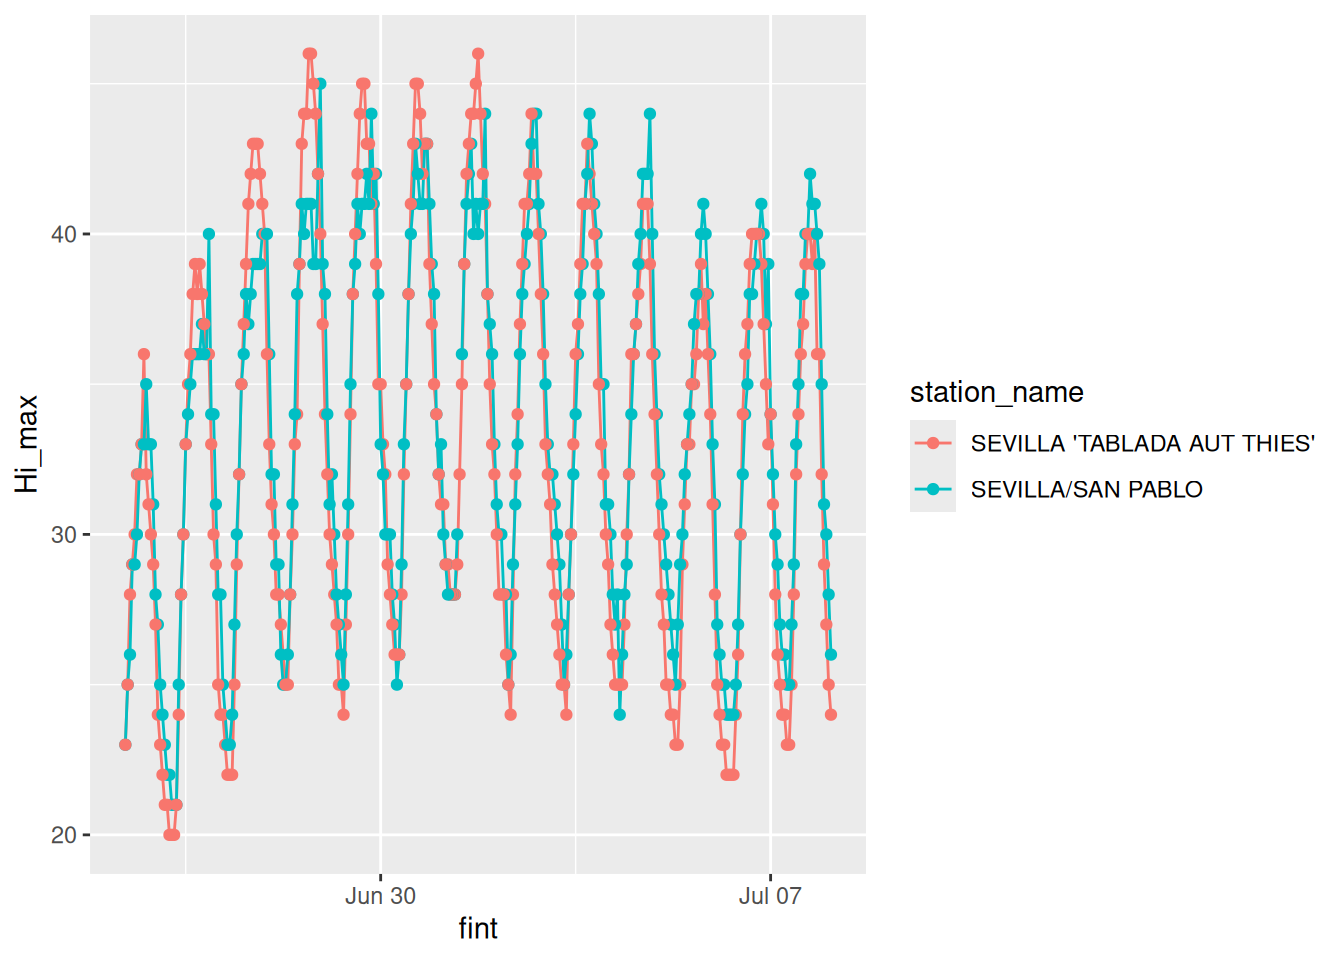 Hi_max
40
30
20
Jun 30
Jul 07
fint
station_name
SEVILLA 'TABLADA AUT THIES'
SEVILLA/SAN PABLO